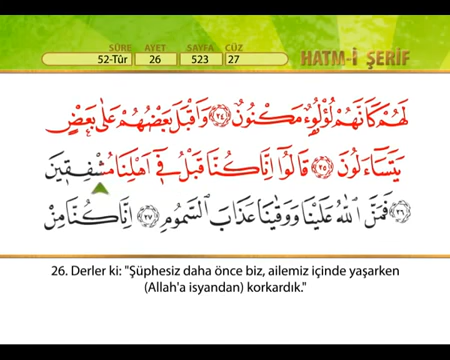 SÛRE AYET SAYFA CÜZ
52-Tûr 26 523 27
HATM-İ ŞERİF
لَهُمْ كَاَنَّهُمْ لُؤْلُؤٌ مَكْنُونٌ ﴿٢٤﴾ وَاَقْبَلَ بَعْضُهُمْ عَلٰى بَعْضٍ
يَتَسَٓاءَلُونَ ﴿٢٥﴾ قَالُٓوا اِنَّا كُنَّا قَبْلُ فٖٓى اَهْلِنَا مُشْفِقٖينَ
﴿٢٦﴾ فَمَنَّ اللّٰهُ عَلَيْنَا وَوَقٰينَا عَذَابَ السَّمُومِ ﴿٢٧﴾ اِنَّا كُنَّا مِنْ
26. Derler ki: "Şüphesiz daha önce biz, ailemiz içinde yaşarken
(Allah'a isyandan) korkardık."